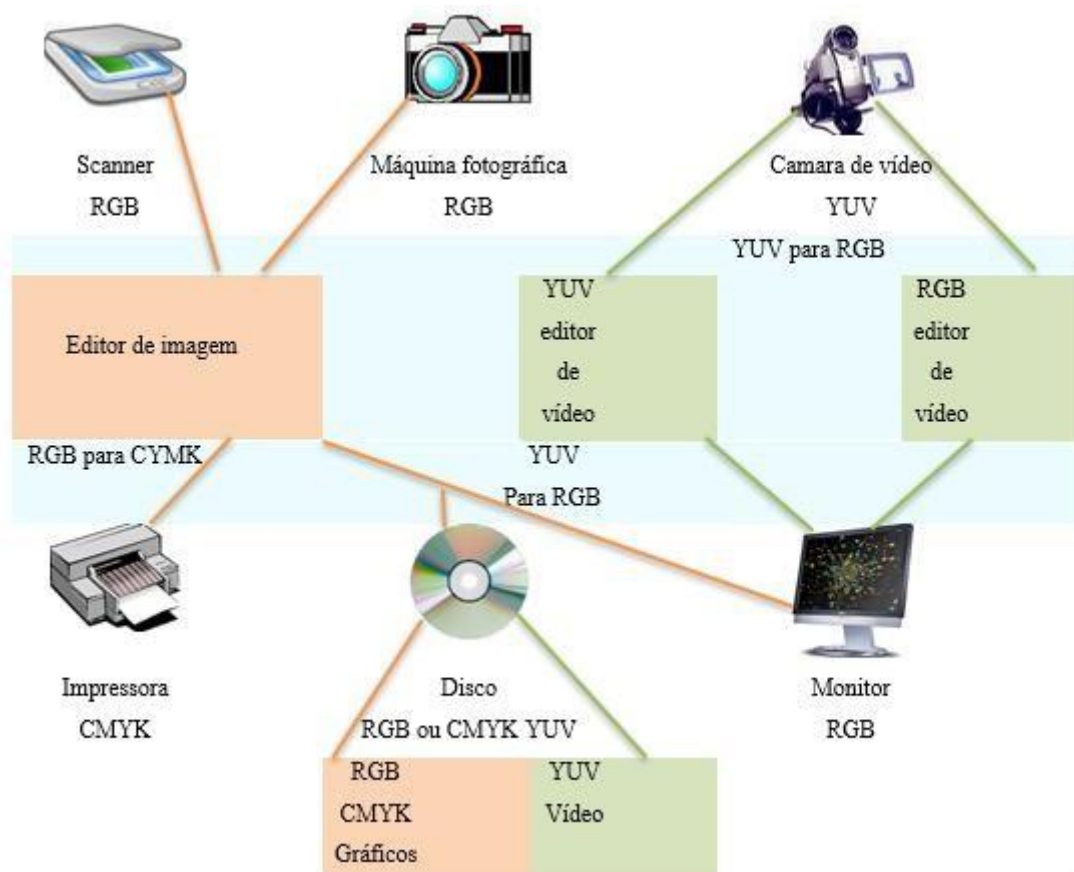 Scanner
RGB
Máquina fotográfica
RGB
Camara de vídeo
YUV
YUV para RGB
Editor de imagem
YUV
editor
de
vídeo
RGB
editor
de
vídeo
RGB para CYMK
YUV
Para RGB
Impressora
CMYK
Disco
RGB ou CMYK YUV
Monitor
RGB
RGB
CMYK
Gráficos
YUV
Vídeo